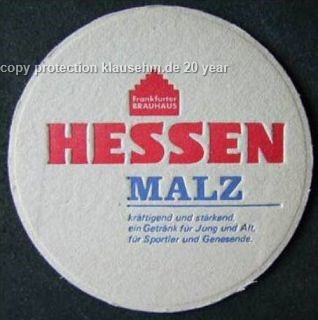 copy protection klausehm.de 20 year
Frankfurter
BRAUHAUS
HESSEN
MALZ
kräftigend und stärkend,
ein Getränk für Jung und Alt,
für Sportler und Genesende.